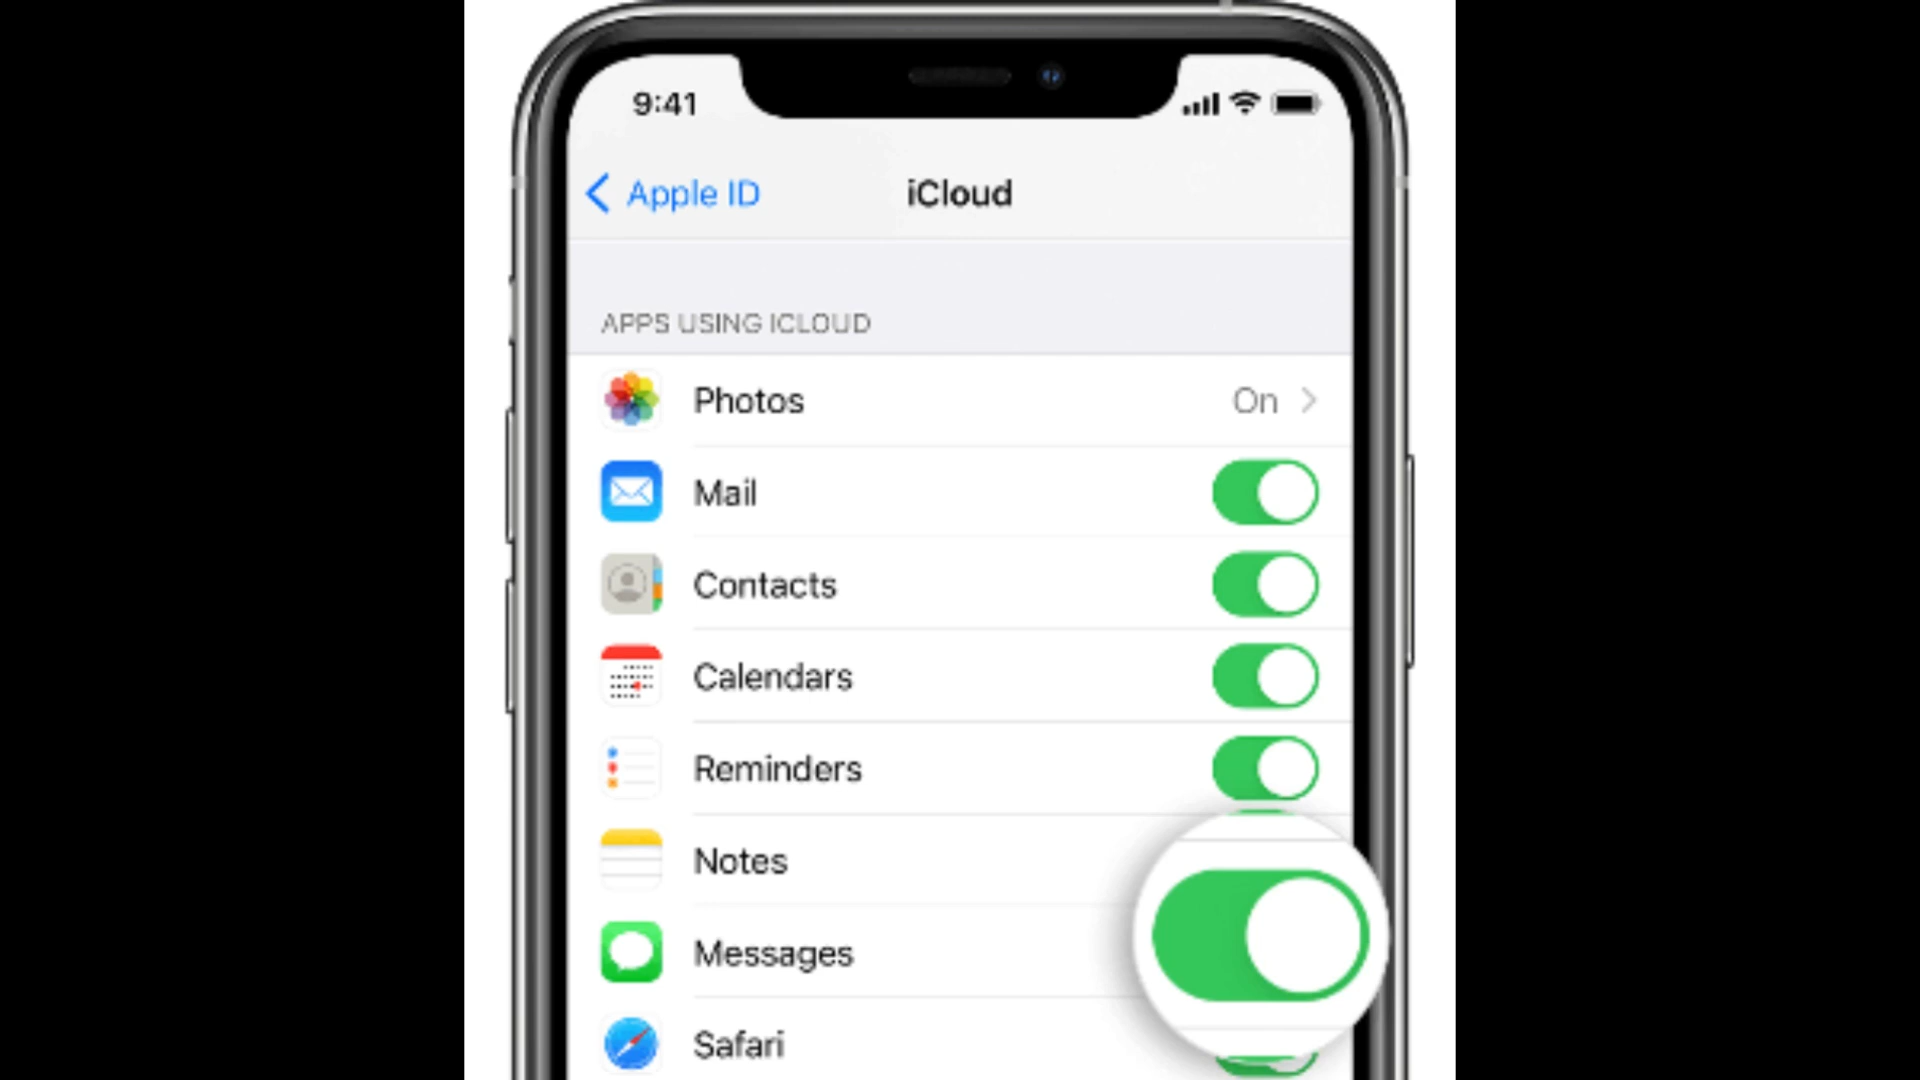 9:41
Apple ID
iCloud
APPS USING ICLOUD
Photos On
Mail
Contacts
Calendars
Reminders
Notes
Messages
Safari